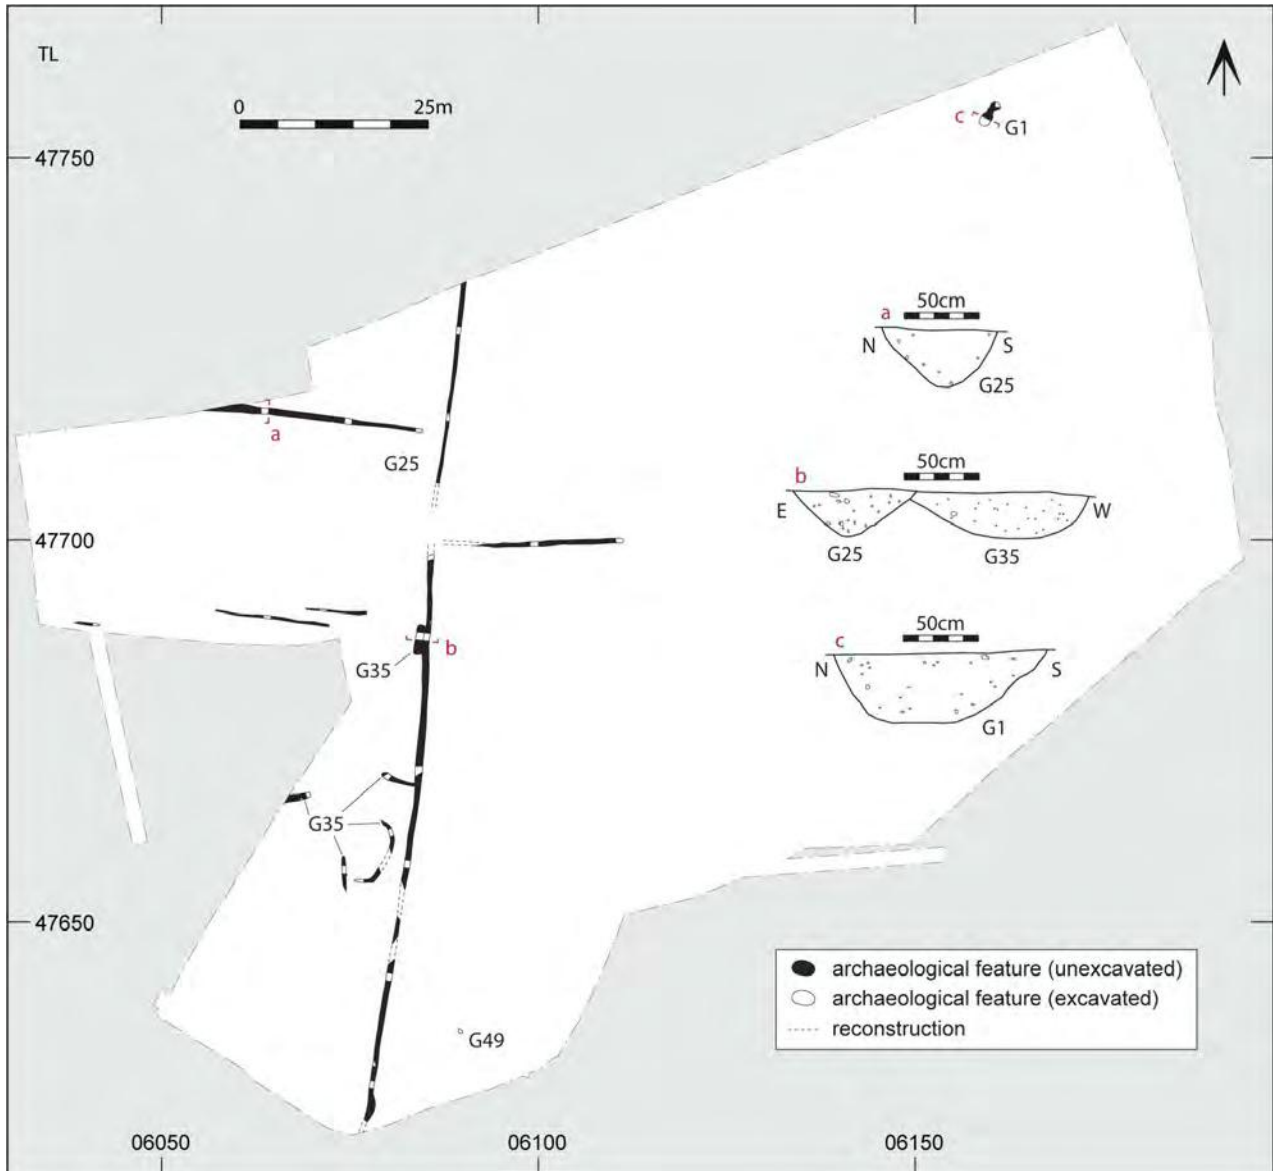 TL
0 25m
c
G1
47750
50cm
a
N S
G25
a
G25
50cm
b
E W
G25 G35
47700
50cm
N S
G1
c
G35
b
G35
47650
archaeological feature (unexcavated)
archaeological feature (excavated)
reconstruction
G49
06050 06100 06150